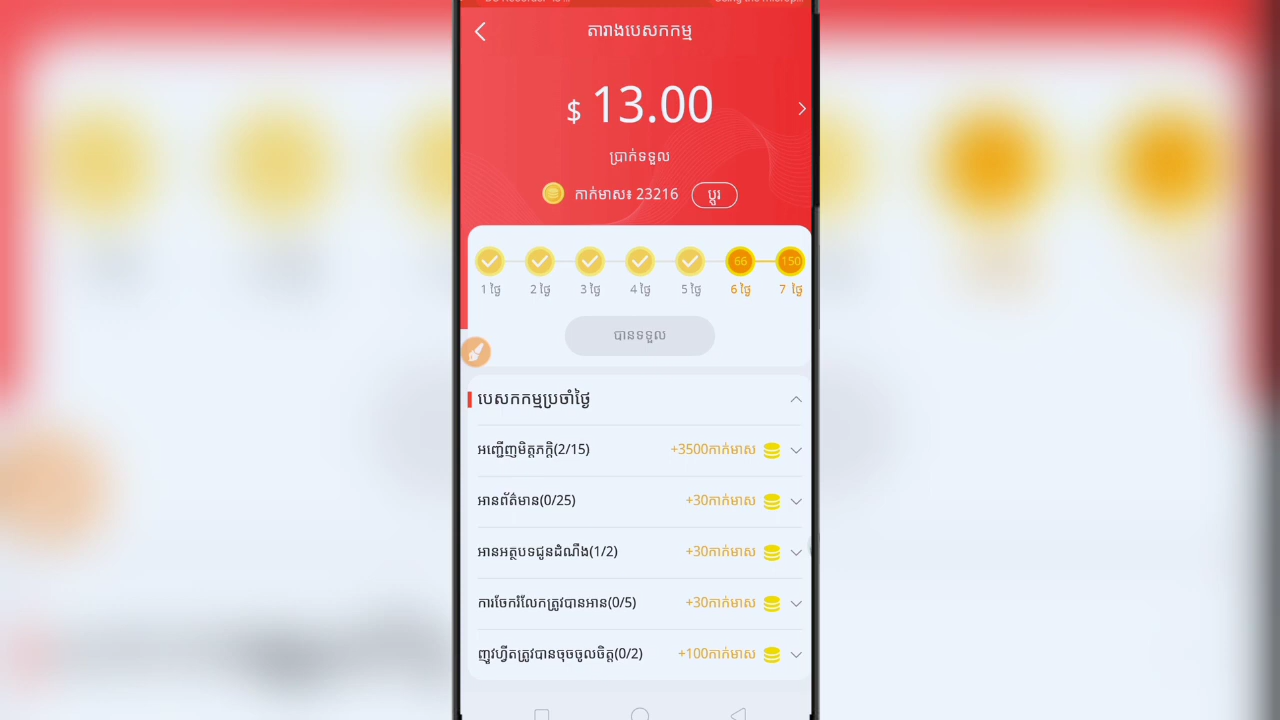 តារាងបេសកកម្ម
$ 13.00
ប្រាក់ទទួល
កាក់មាស៖ 23216 ប្តូរ
66 150
1 ថ្ងៃ 2 ថ្ងៃ 3 ថ្ងៃ 4 ថ្ងៃ 5 ថ្ងៃ 6 ថ្ងៃ 7 ថ្ងៃ
បានទទួល
បេសកកម្មប្រចាំថ្ងៃ
អញ្ជើញមិត្តភក្តិ(2/15) +3500កាក់មាស
អានព័ត៌មាន(0/25) +30កាក់មាស
អានអត្ថបទជូនដំណឹង(1/2) +30កាក់មាស
ការចែករំលែកត្រូវបានអាន(0/5) +30កាក់មាស
ញូវហ្វីតត្រូវបានចុចចូលចិត្ត(0/2) +100កាក់មាស